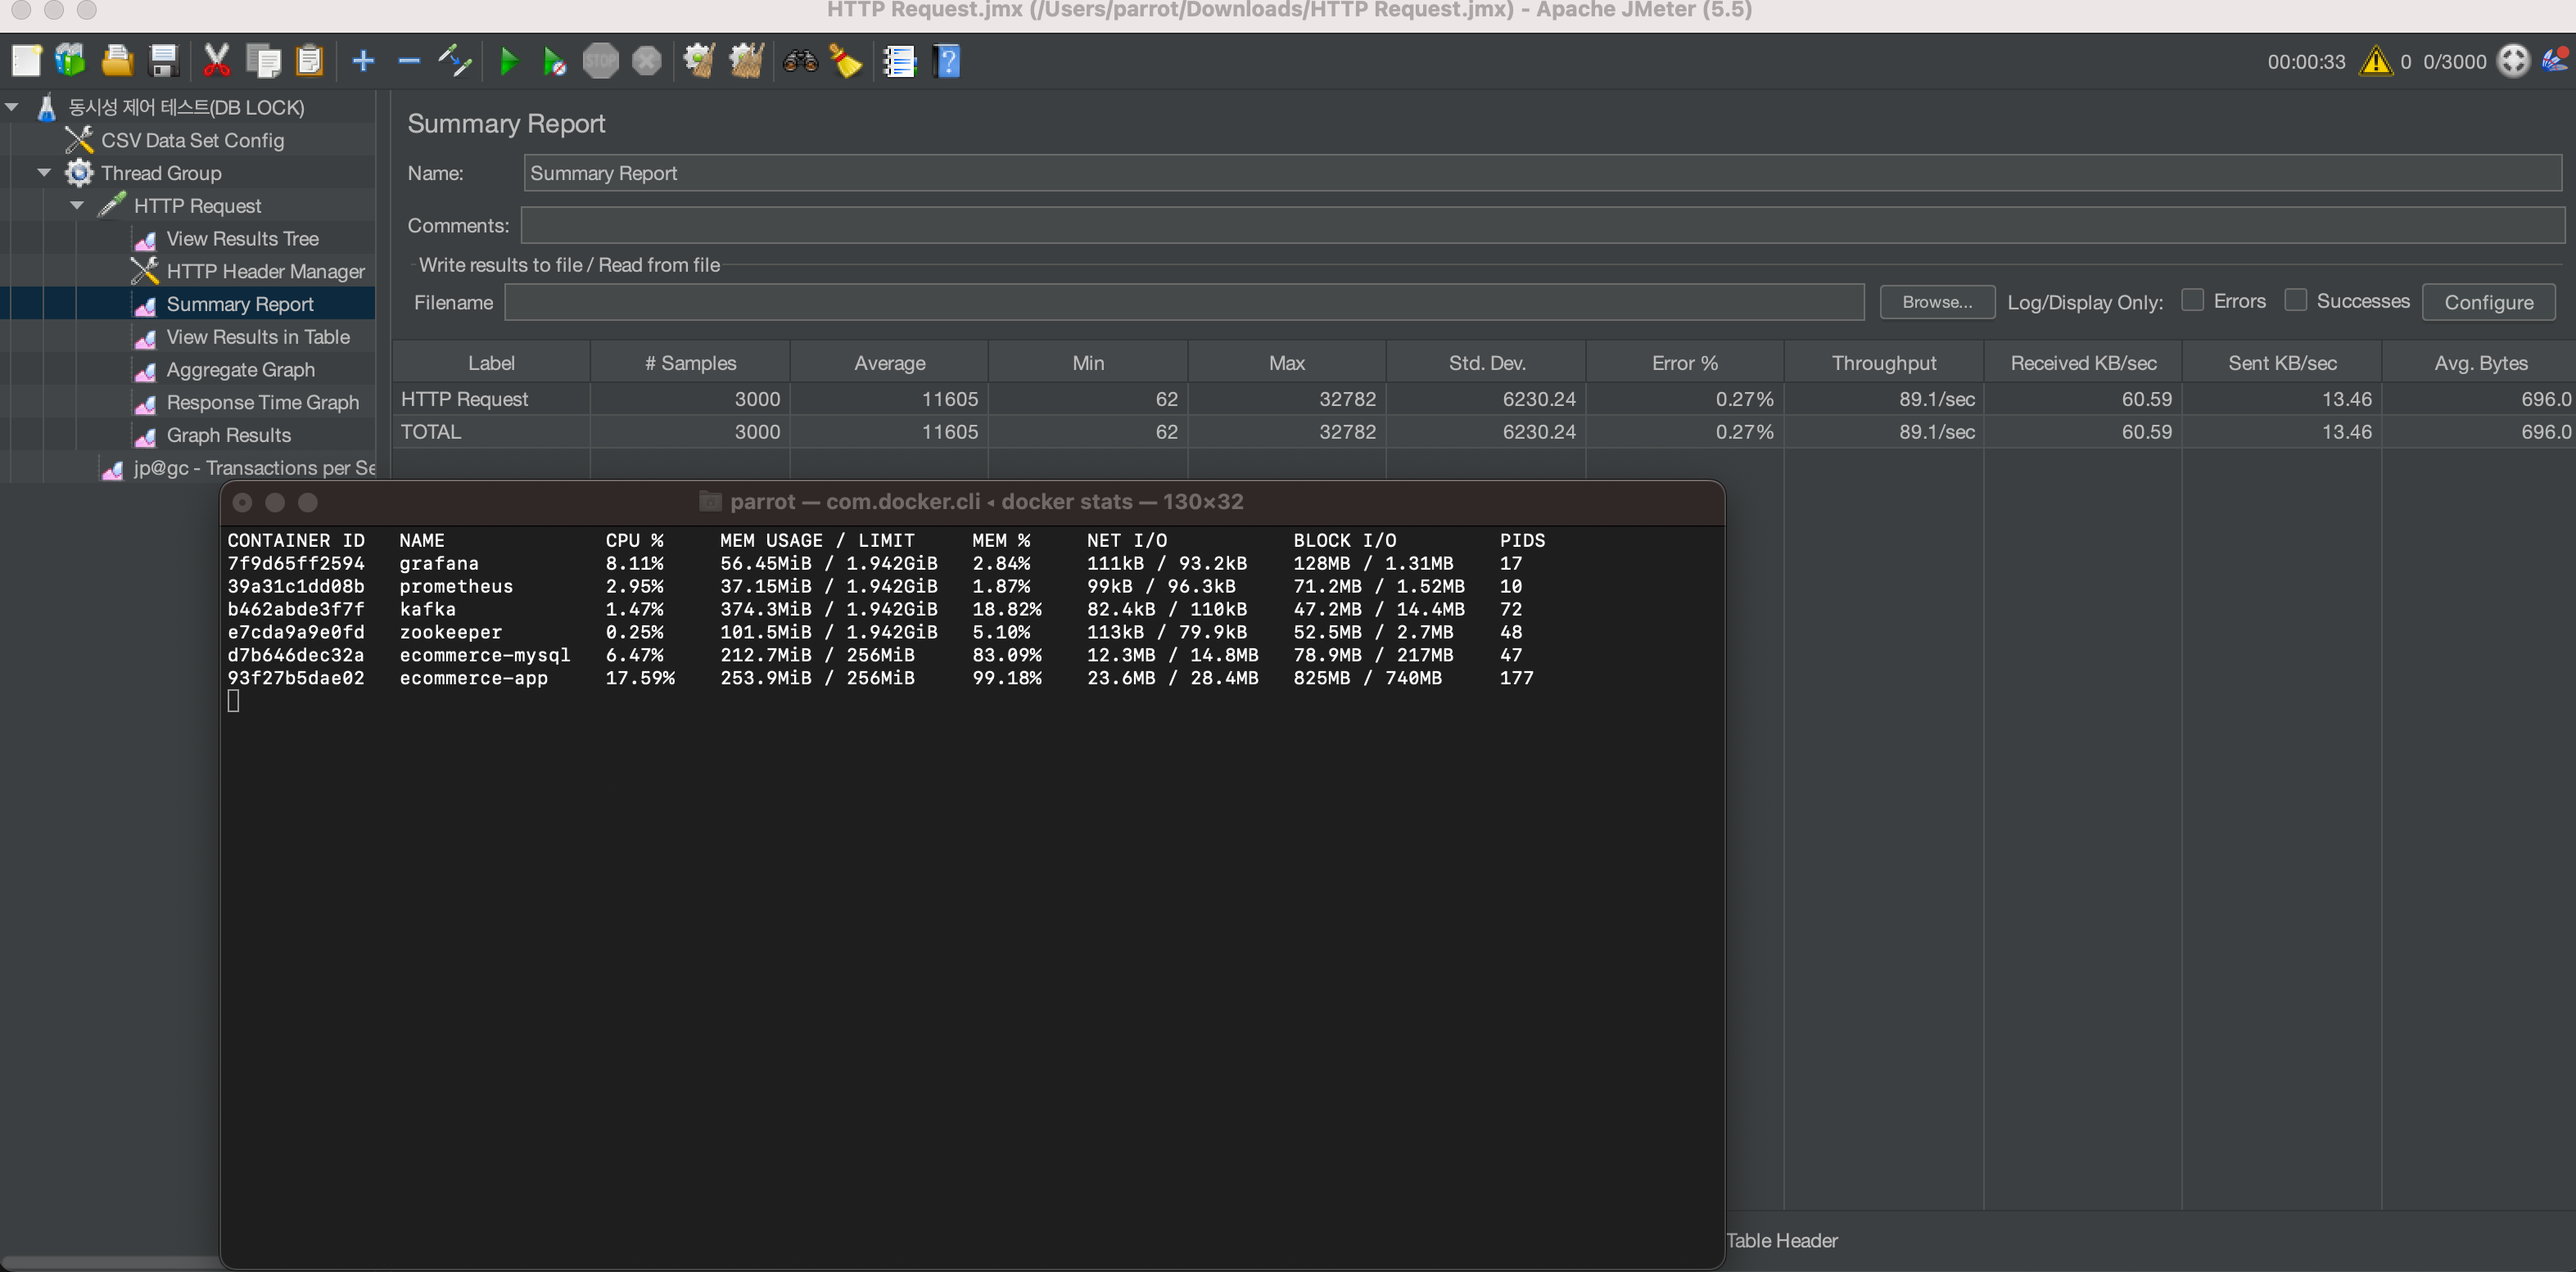 HTTP Request.jmx (/Users/parrot/Downloads/HTTP Request.jmx) - Apache JMeter (5.5)
STOP
00:00:33 0 0/3000
동시성 제어 테스트(DB LOCK)
CSV Data Set Config
Thread Group
HTTP Request
View Results Tree
HTTP Header Manager
Summary Report
View Results in Table
Aggregate Graph
Response Time Graph
Graph Results
jp@gc - Transactions per Se
Summary Report
Name: Summary Report
Comments:
Write results to file / Read from file
Filename Browse... Log/Display Only: Errors Successes Configure
Label # Samples Average Min Max Std. Dev. Error % Throughput Received KB/sec Sent KB/sec Avg. Bytes
HTTP Request 3000 11605 62 32782 6230.24 0.27% 89.1/sec 60.59 13.46 696.0
TOTAL 3000 11605 62 32782 6230.24 0.27% 89.1/sec 60.59 13.46 696.0
parrot — com.docker.cli ◂ docker stats — 130×32
CONTAINER ID NAME CPU % MEM USAGE / LIMIT MEM % NET I/O BLOCK I/O PIDS
7f9d65ff2594 grafana 8.11% 56.45MiB / 1.942GiB 2.84% 111kB / 93.2kB 128MB / 1.31MB 17
39a31c1dd08b prometheus 2.95% 37.15MiB / 1.942GiB 1.87% 99kB / 96.3kB 71.2MB / 1.52MB 10
b462abde3f7f kafka 1.47% 374.3MiB / 1.942GiB 18.82% 82.4kB / 110kB 47.2MB / 14.4MB 72
e7cda9a9e0fd zookeeper 0.25% 101.5MiB / 1.942GiB 5.10% 113kB / 79.9kB 52.5MB / 2.7MB 48
d7b646dec32a ecommerce-mysql 6.47% 212.7MiB / 256MiB 83.09% 12.3MB / 14.8MB 78.9MB / 217MB 47
93f27b5dae02 ecommerce-app 17.59% 253.9MiB / 256MiB 99.18% 23.6MB / 28.4MB 825MB / 740MB 177
Table Header